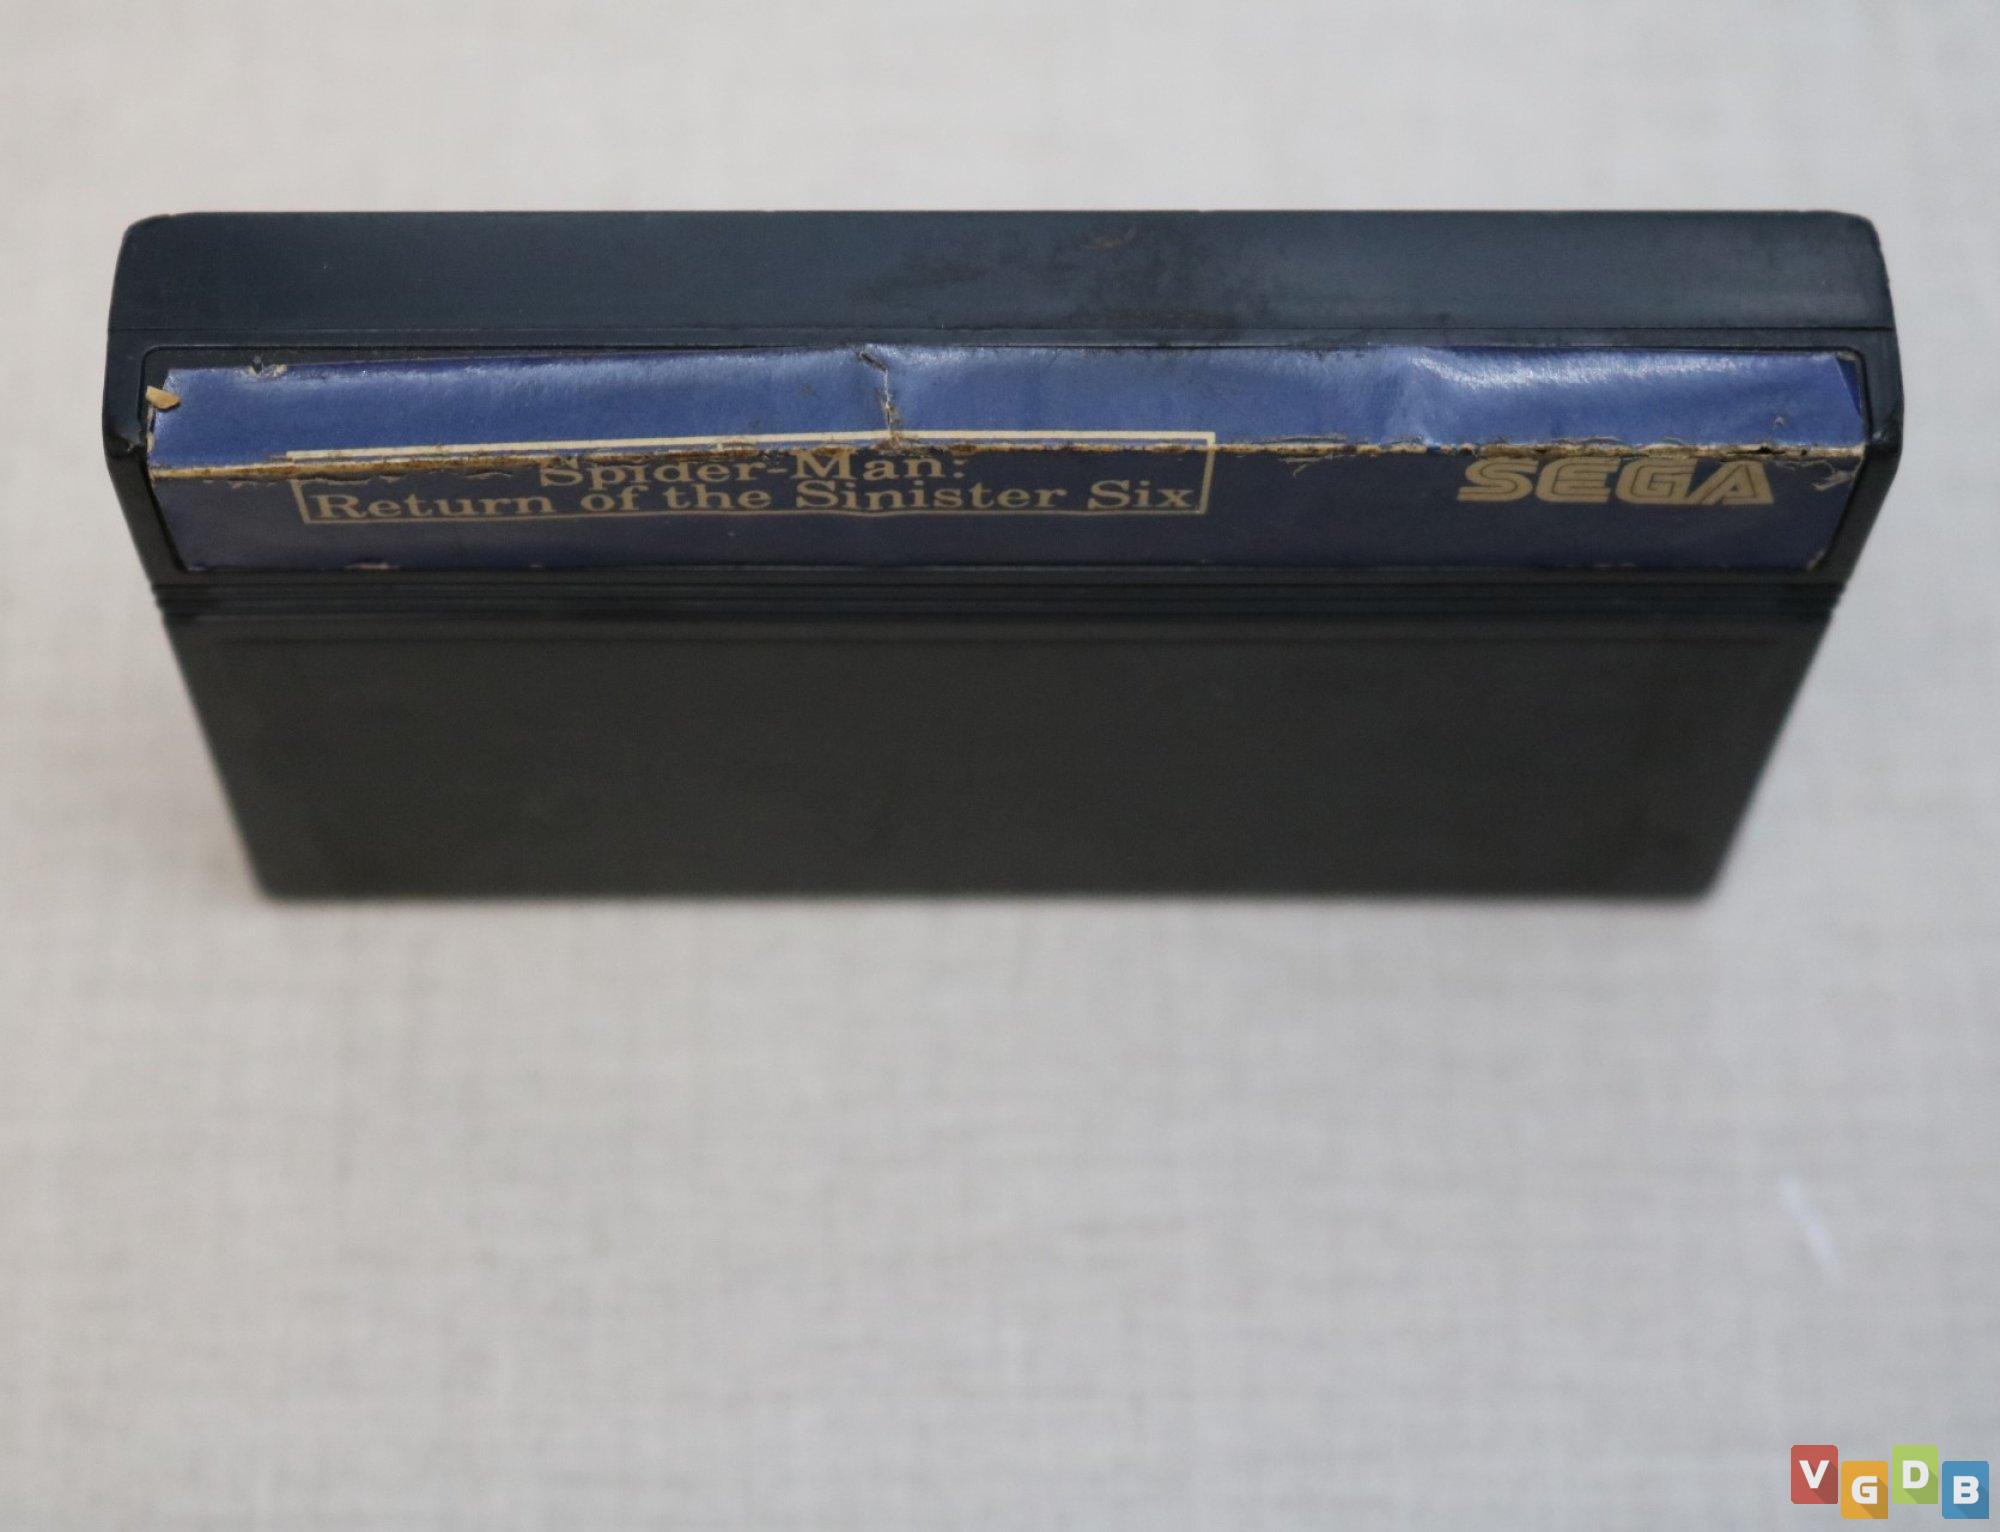 Spider-Man:
Return of the Sinister Six
SEGA
VGDB